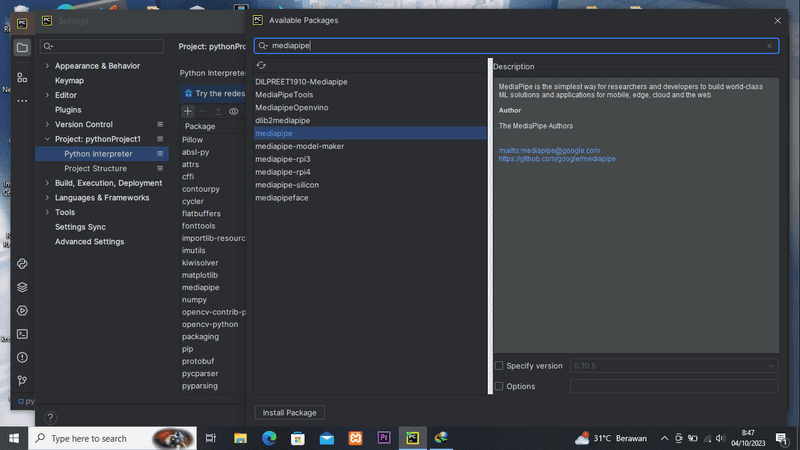 Settings
Available Packages
mediapipe
Appearance & Behavior
Keymap
Editor
Plugins
Version Control
Project: pythonProject1
Python Interpreter
Project Structure
Build, Execution, Deployment
Languages & Frameworks
Tools
Settings Sync
Advanced Settings
Project: pythonProj
Python Interpreter
Try the redes
Package
Pillow
absl-py
attrs
cffi
contourpy
cycler
flatbuffers
fonttools
importlib-resourc
imutils
kiwisolver
matplotlib
mediapipe
numpy
opencv-contrib-p
opencv-python
packaging
pip
protobuf
pycparser
pyparsing
DILPREET1910-Mediapipe
MediaPipeTools
MediapipeOpenvino
dlib2mediapipe
mediapipe
mediapipe-model-maker
mediapipe-rpi3
mediapipe-rpi4
mediapipe-silicon
mediapipeface
Description
MediaPipe is the simplest way for researchers and developers to build world-class
ML solutions and applications for mobile, edge, cloud and the web.
Author
The MediaPipe Authors
mailto:mediapipe@google.com
https://github.com/google/mediapipe
Specify version
0.10.5
Options
Install Package
py
Type here to search
31°C Berawan
8:47
04/10/2023